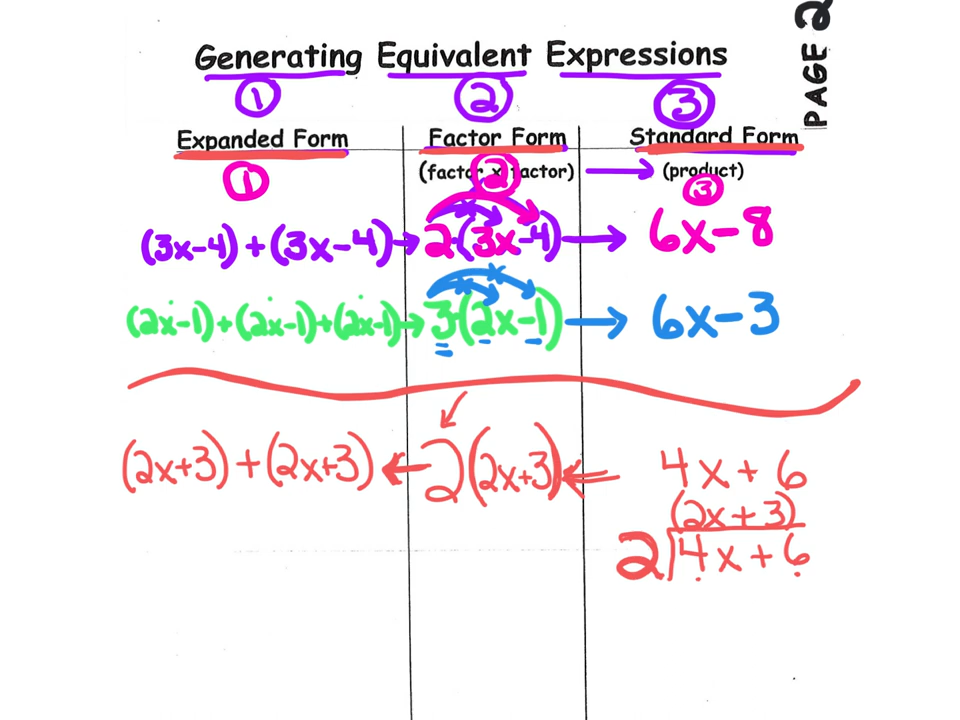 PAGE 2
Generating Equivalent Expressions
1 2 3
Expanded Form Factor Form Standard Form
(factor x factor) → (product)
1 2 3
(3x-4)+(3x-4)→ 2·(3x-4) → 6x-8
(2x-1)+(2x-1)+(2x-1)→ 3·(2x-1) → 6x-3
(2x+3)+(2x+3) ← 2(2x+3) ← 4x+6
(2x+3)
2 4x+6